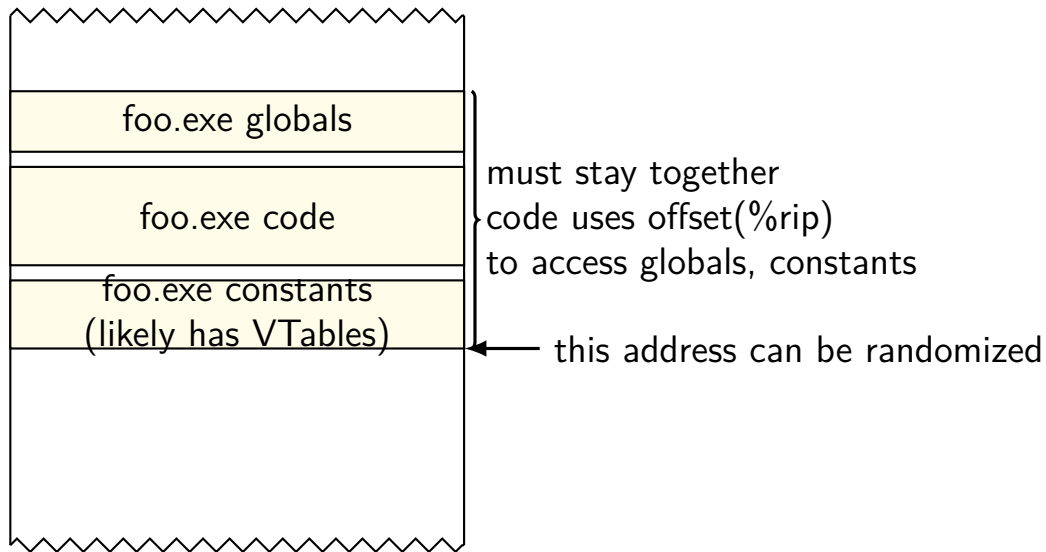 foo.exe globals
foo.exe code
foo.exe constants
(likely has VTables)
must stay together
code uses offset(%rip)
to access globals, constants
this address can be randomized